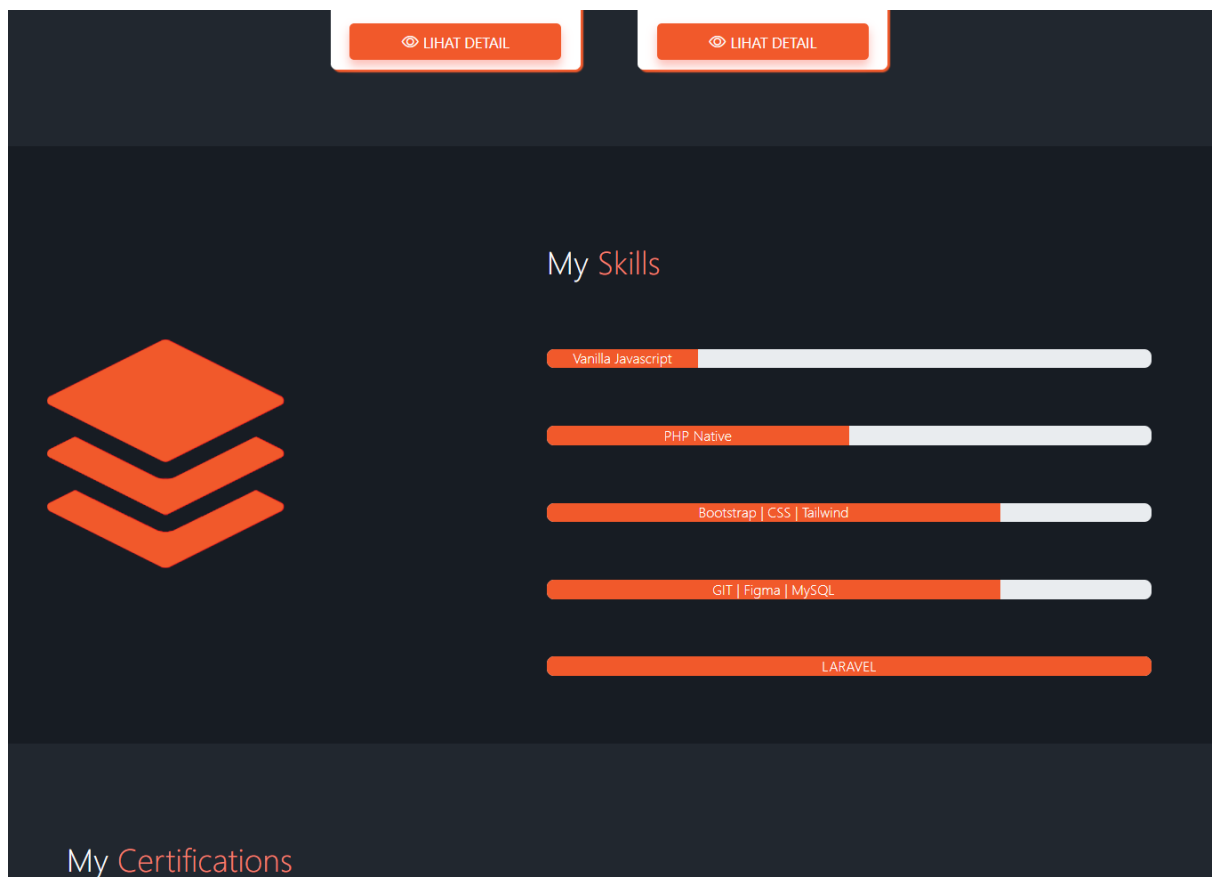 LIHAT DETAIL
LIHAT DETAIL
My Skills
Vanilla Javascript
PHP Native
Bootstrap | CSS | Tailwind
GIT | Figma | MySQL
LARAVEL
My Certifications